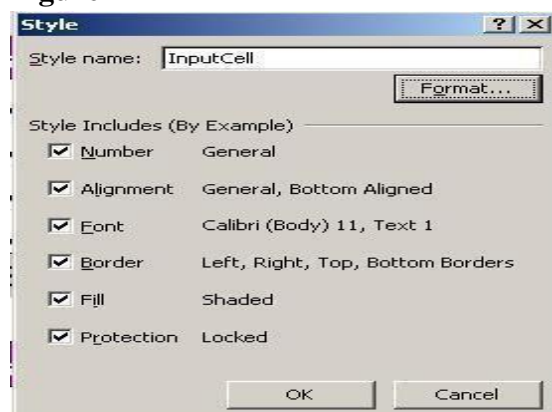 Style
Style name: InputCell
Format...
Style Includes (By Example)
Number General
Alignment General, Bottom Aligned
Font Calibri (Body) 11, Text 1
Border Left, Right, Top, Bottom Borders
Fill Shaded
Protection Locked
OK Cancel